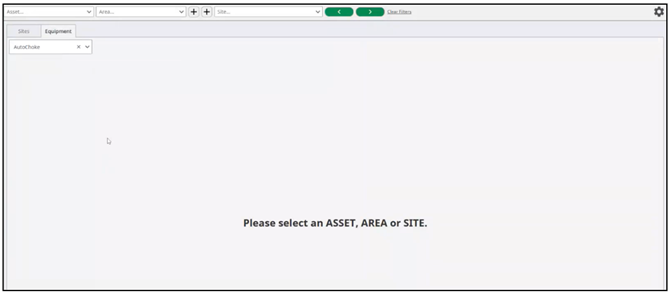 Asset... Area... Site... Clear Filters
Sites Equipment
AutoChoke
Please select an ASSET, AREA or SITE.